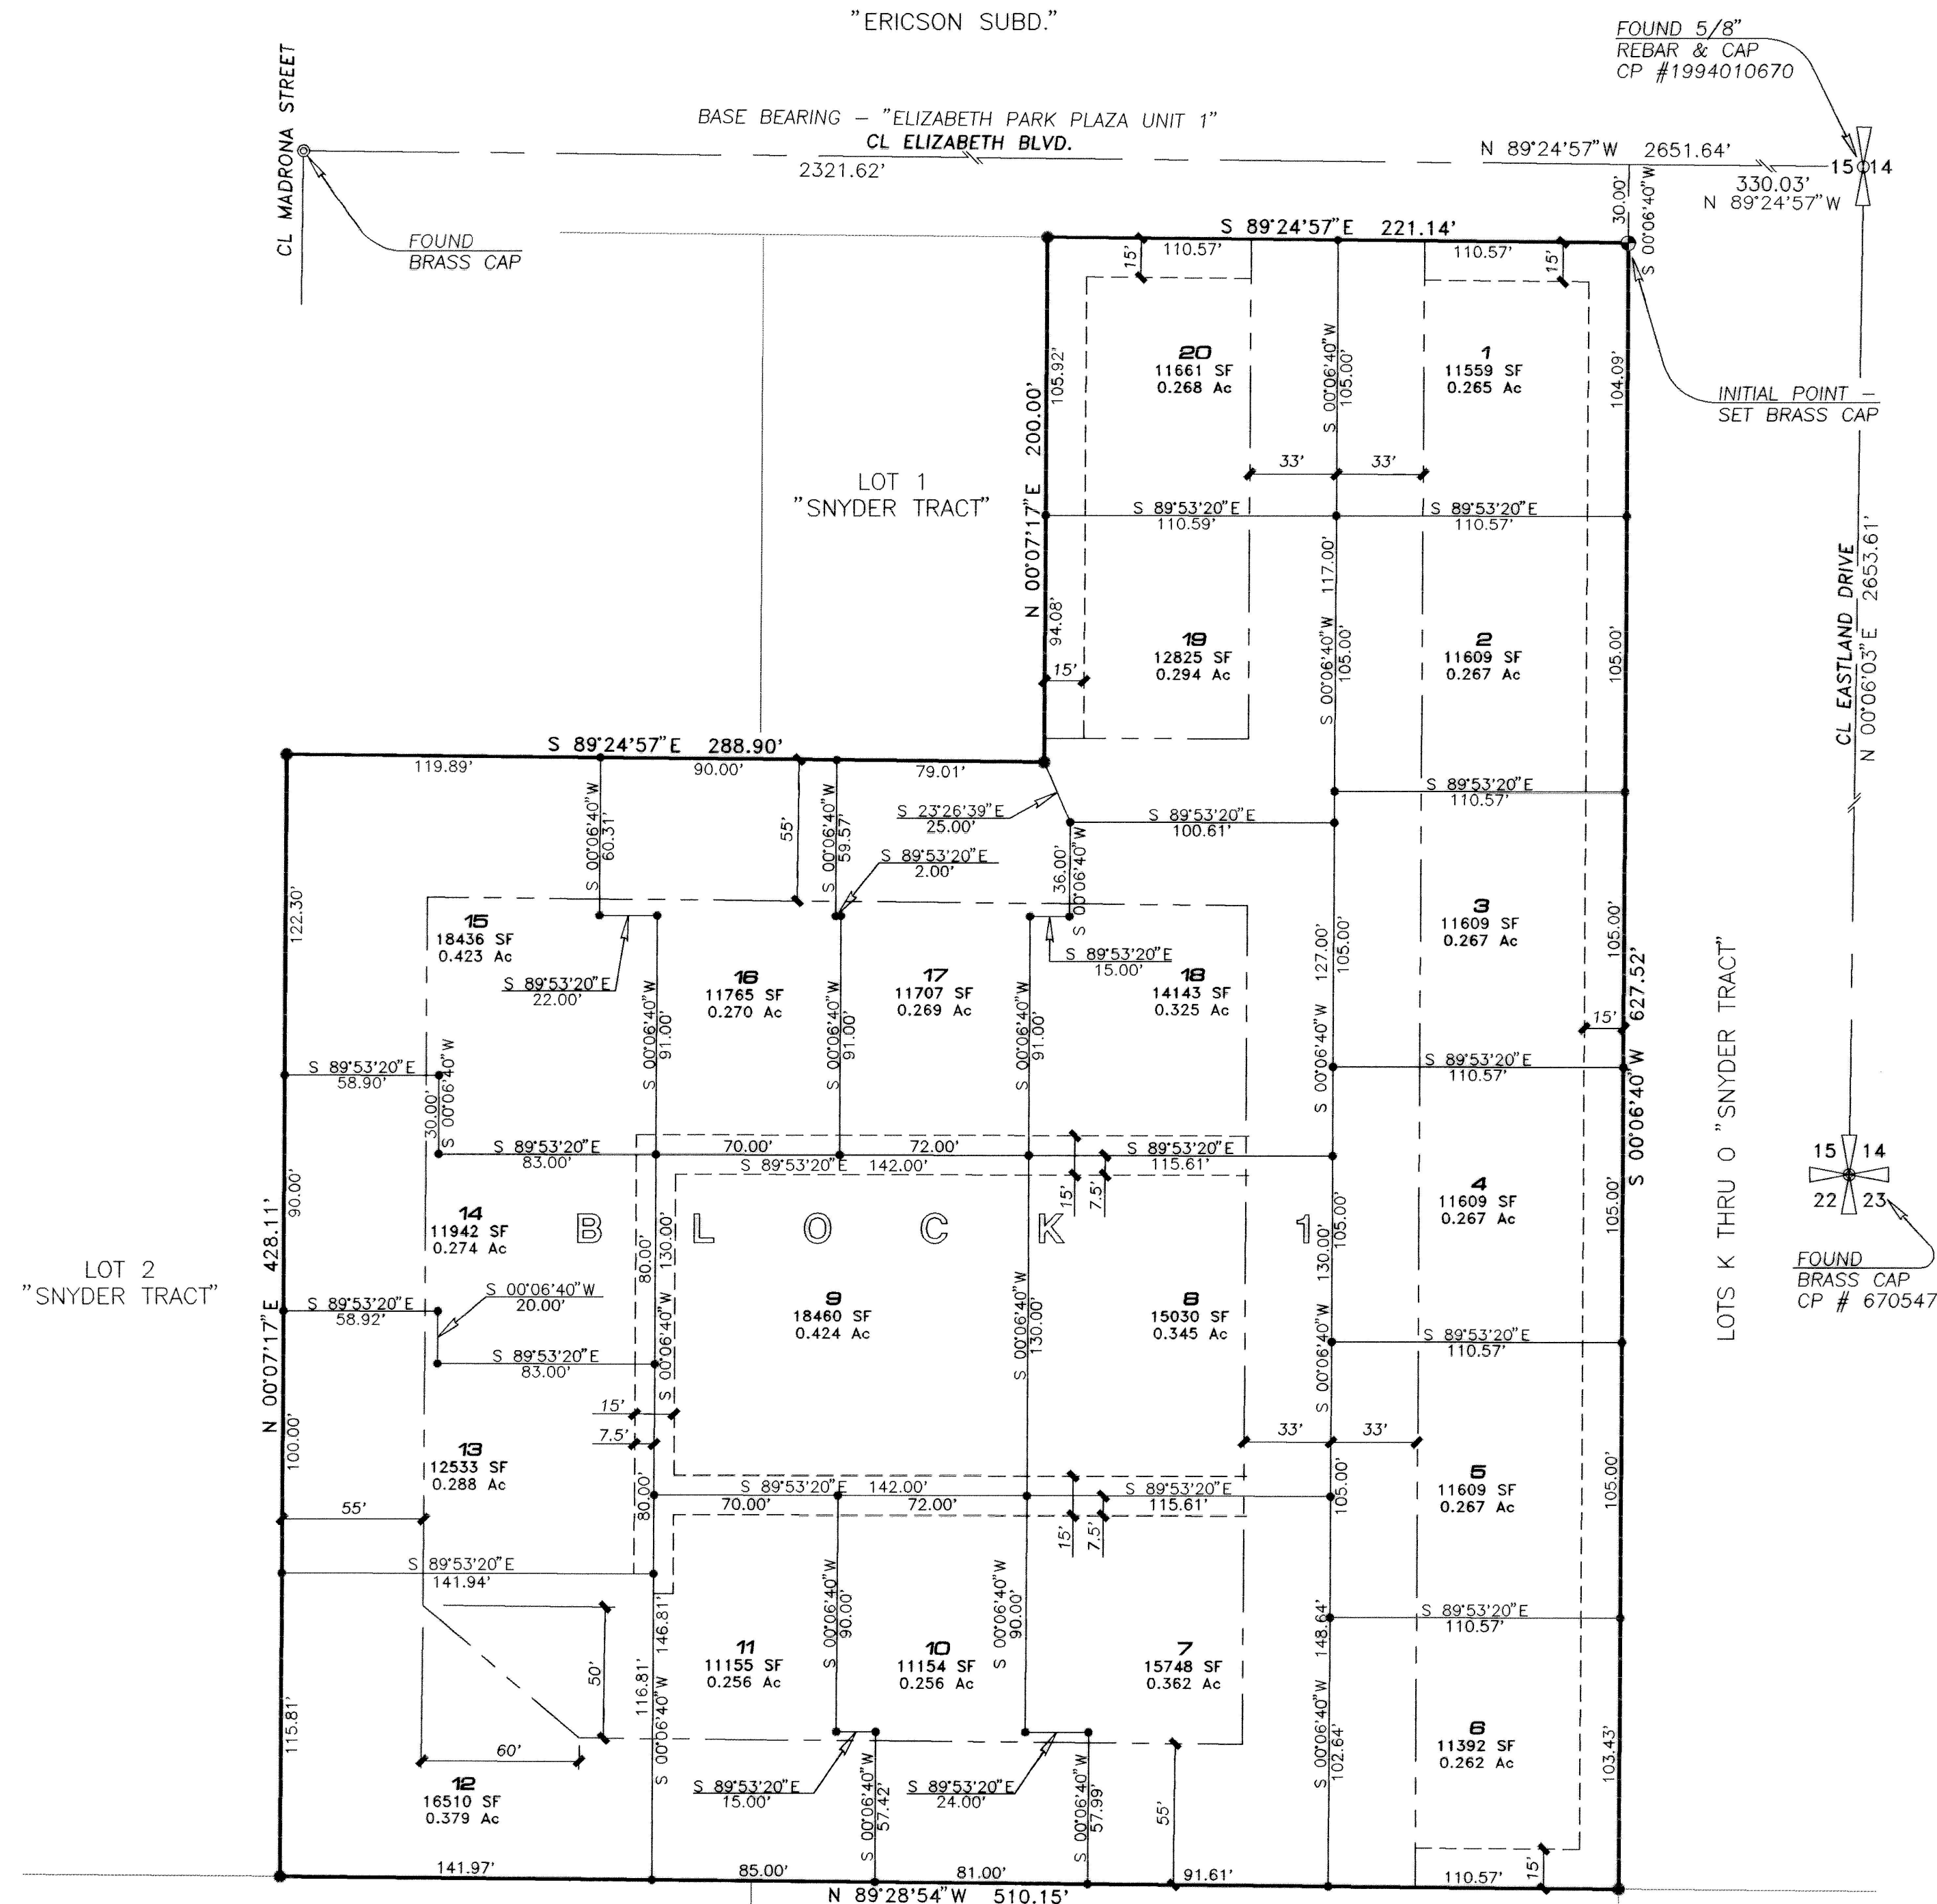 "ERICSON SUBD."
FOUND 5/8"
REBAR & CAP
CP #1994010670
CL MADRONA STREET
BASE BEARING – "ELIZABETH PARK PLAZA UNIT 1"
CL ELIZABETH BLVD.
2321.62'
N 89°24'57"W 2651.64'
15 14
330.03'
N 89°24'57"W
30.00'
S 00°06'40"W
FOUND
BRASS CAP
S 89°24'57"E 221.14'
15'
110.57'
110.57'
15'
INITIAL POINT –
SET BRASS CAP
105.92'
N 00°07'17"E 200.00'
20
11661 SF
0.268 Ac
S 00°06'40"W
105.00'
1
11559 SF
0.265 Ac
104.09'
33'
33'
LOT 1
"SNYDER TRACT"
S 89°53'20"E
110.59'
S 89°53'20"E
110.57'
94.08'
15'
19
12825 SF
0.294 Ac
S 00°06'40"W 117.00'
105.00'
2
11609 SF
0.267 Ac
105.00'
CL EASTLAND DRIVE
N 00°06'03"E 2653.61'
S 89°24'57"E 288.90'
119.89'
90.00'
79.01'
S 89°53'20"E
110.57'
S 00°06'40"W
60.31'
55'
S 00°06'40"W
59.57'
S 23°26'39"E
25.00'
S 89°53'20"E
100.61'
S 89°53'20"E
2.00'
36.00'
S 00°06'40"W
122.30'
15
18436 SF
0.423 Ac
S 89°53'20"E
22.00'
16
11765 SF
0.270 Ac
17
11707 SF
0.269 Ac
S 89°53'20"E
15.00'
18
14143 SF
0.325 Ac
S 00°06'40"W 127.00'
105.00'
3
11609 SF
0.267 Ac
105.00'
15'
S 00°06'40"W 627.52'
LOTS K THRU O "SNYDER TRACT"
S 00°06'40"W
91.00'
S 00°06'40"W
91.00'
S 00°06'40"W
91.00'
S 89°53'20"E
58.90'
30.00'
S 00°06'40"W
S 89°53'20"E
110.57'
S 89°53'20"E
83.00'
70.00'
72.00'
S 89°53'20"E 142.00'
S 89°53'20"E
115.61'
15'
7.5'
15 14
22 23
FOUND
BRASS CAP
CP # 670547
90.00'
14
11942 SF
0.274 Ac
BLOCK 1
4
11609 SF
0.267 Ac
105.00'
LOT 2
"SNYDER TRACT"
N 00°07'17"E 428.11'
S 89°53'20"E
58.92'
S 00°06'40"W
20.00'
S 89°53'20"E
83.00'
80.00'
S 00°06'40"W 130.00'
9
18460 SF
0.424 Ac
S 00°06'40"W
130.00'
8
15030 SF
0.345 Ac
S 00°06'40"W 130.00'
105.00'
S 89°53'20"E
110.57'
15'
7.5'
33'
33'
100.00'
13
12533 SF
0.288 Ac
55'
80.00'
S 89°53'20"E 142.00'
70.00'
72.00'
S 89°53'20"E
115.61'
15'
7.5'
105.00'
5
11609 SF
0.267 Ac
105.00'
S 89°53'20"E
141.94'
S 89°53'20"E
110.57'
115.81'
50'
60'
12
16510 SF
0.379 Ac
116.81'
S 00°06'40"W 146.81'
11
11155 SF
0.256 Ac
S 00°06'40"W
90.00'
10
11154 SF
0.256 Ac
S 00°06'40"W
90.00'
7
15748 SF
0.362 Ac
S 00°06'40"W 148.64'
102.64'
6
11392 SF
0.262 Ac
103.43'
S 89°53'20"E
15.00'
S 00°06'40"W
57.42'
S 89°53'20"E
24.00'
S 00°06'40"W
57.99'
55'
15'
141.97'
85.00'
81.00'
91.61'
110.57'
N 89°28'54"W 510.15'